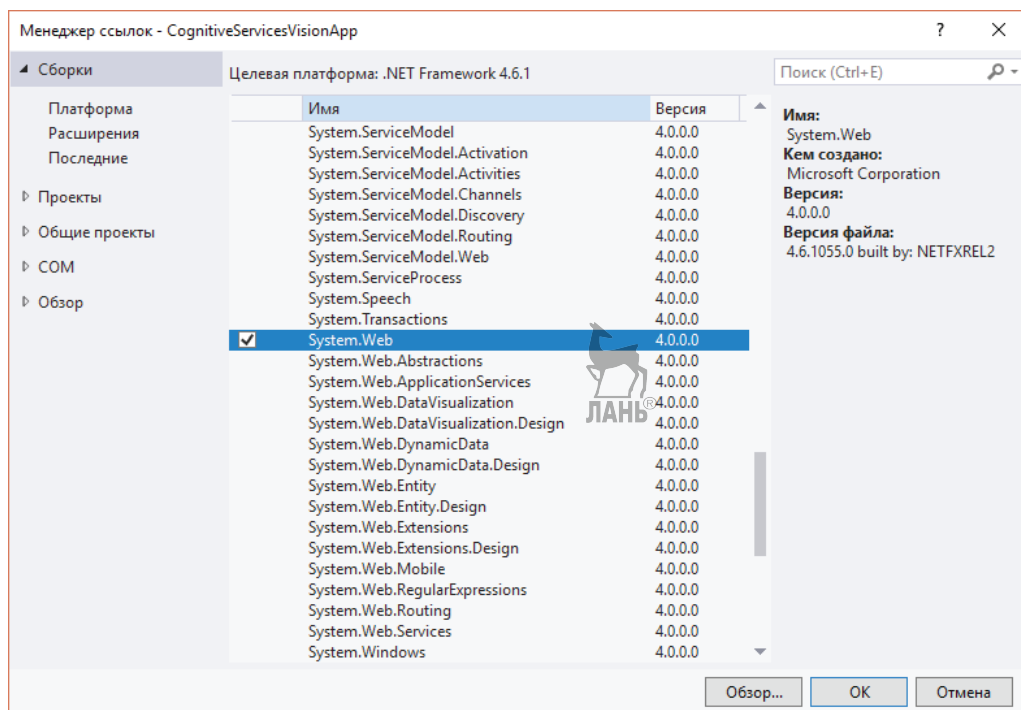 Менеджер ссылок - CognitiveServicesVisionApp
?
Сборки
Целевая платформа: .NET Framework 4.6.1
Поиск (Ctrl+E)
Платформа
Расширения
Последние
Проекты
Общие проекты
COM
Обзор
Имя Версия
System.ServiceModel 4.0.0.0
System.ServiceModel.Activation 4.0.0.0
System.ServiceModel.Activities 4.0.0.0
System.ServiceModel.Channels 4.0.0.0
System.ServiceModel.Discovery 4.0.0.0
System.ServiceModel.Routing 4.0.0.0
System.ServiceModel.Web 4.0.0.0
System.ServiceProcess 4.0.0.0
System.Speech 4.0.0.0
System.Transactions 4.0.0.0
System.Web 4.0.0.0
System.Web.Abstractions 4.0.0.0
System.Web.ApplicationServices 4.0.0.0
System.Web.DataVisualization 4.0.0.0
System.Web.DataVisualization.Design 4.0.0.0
System.Web.DynamicData 4.0.0.0
System.Web.DynamicData.Design 4.0.0.0
System.Web.Entity 4.0.0.0
System.Web.Entity.Design 4.0.0.0
System.Web.Extensions 4.0.0.0
System.Web.Extensions.Design 4.0.0.0
System.Web.Mobile 4.0.0.0
System.Web.RegularExpressions 4.0.0.0
System.Web.Routing 4.0.0.0
System.Web.Services 4.0.0.0
System.Windows 4.0.0.0
ЛАНЬ®
Имя:
System.Web
Кем создано:
Microsoft Corporation
Версия:
4.0.0.0
Версия файла:
4.6.1055.0 built by: NETFXREL2
Обзор...
OK
Отмена